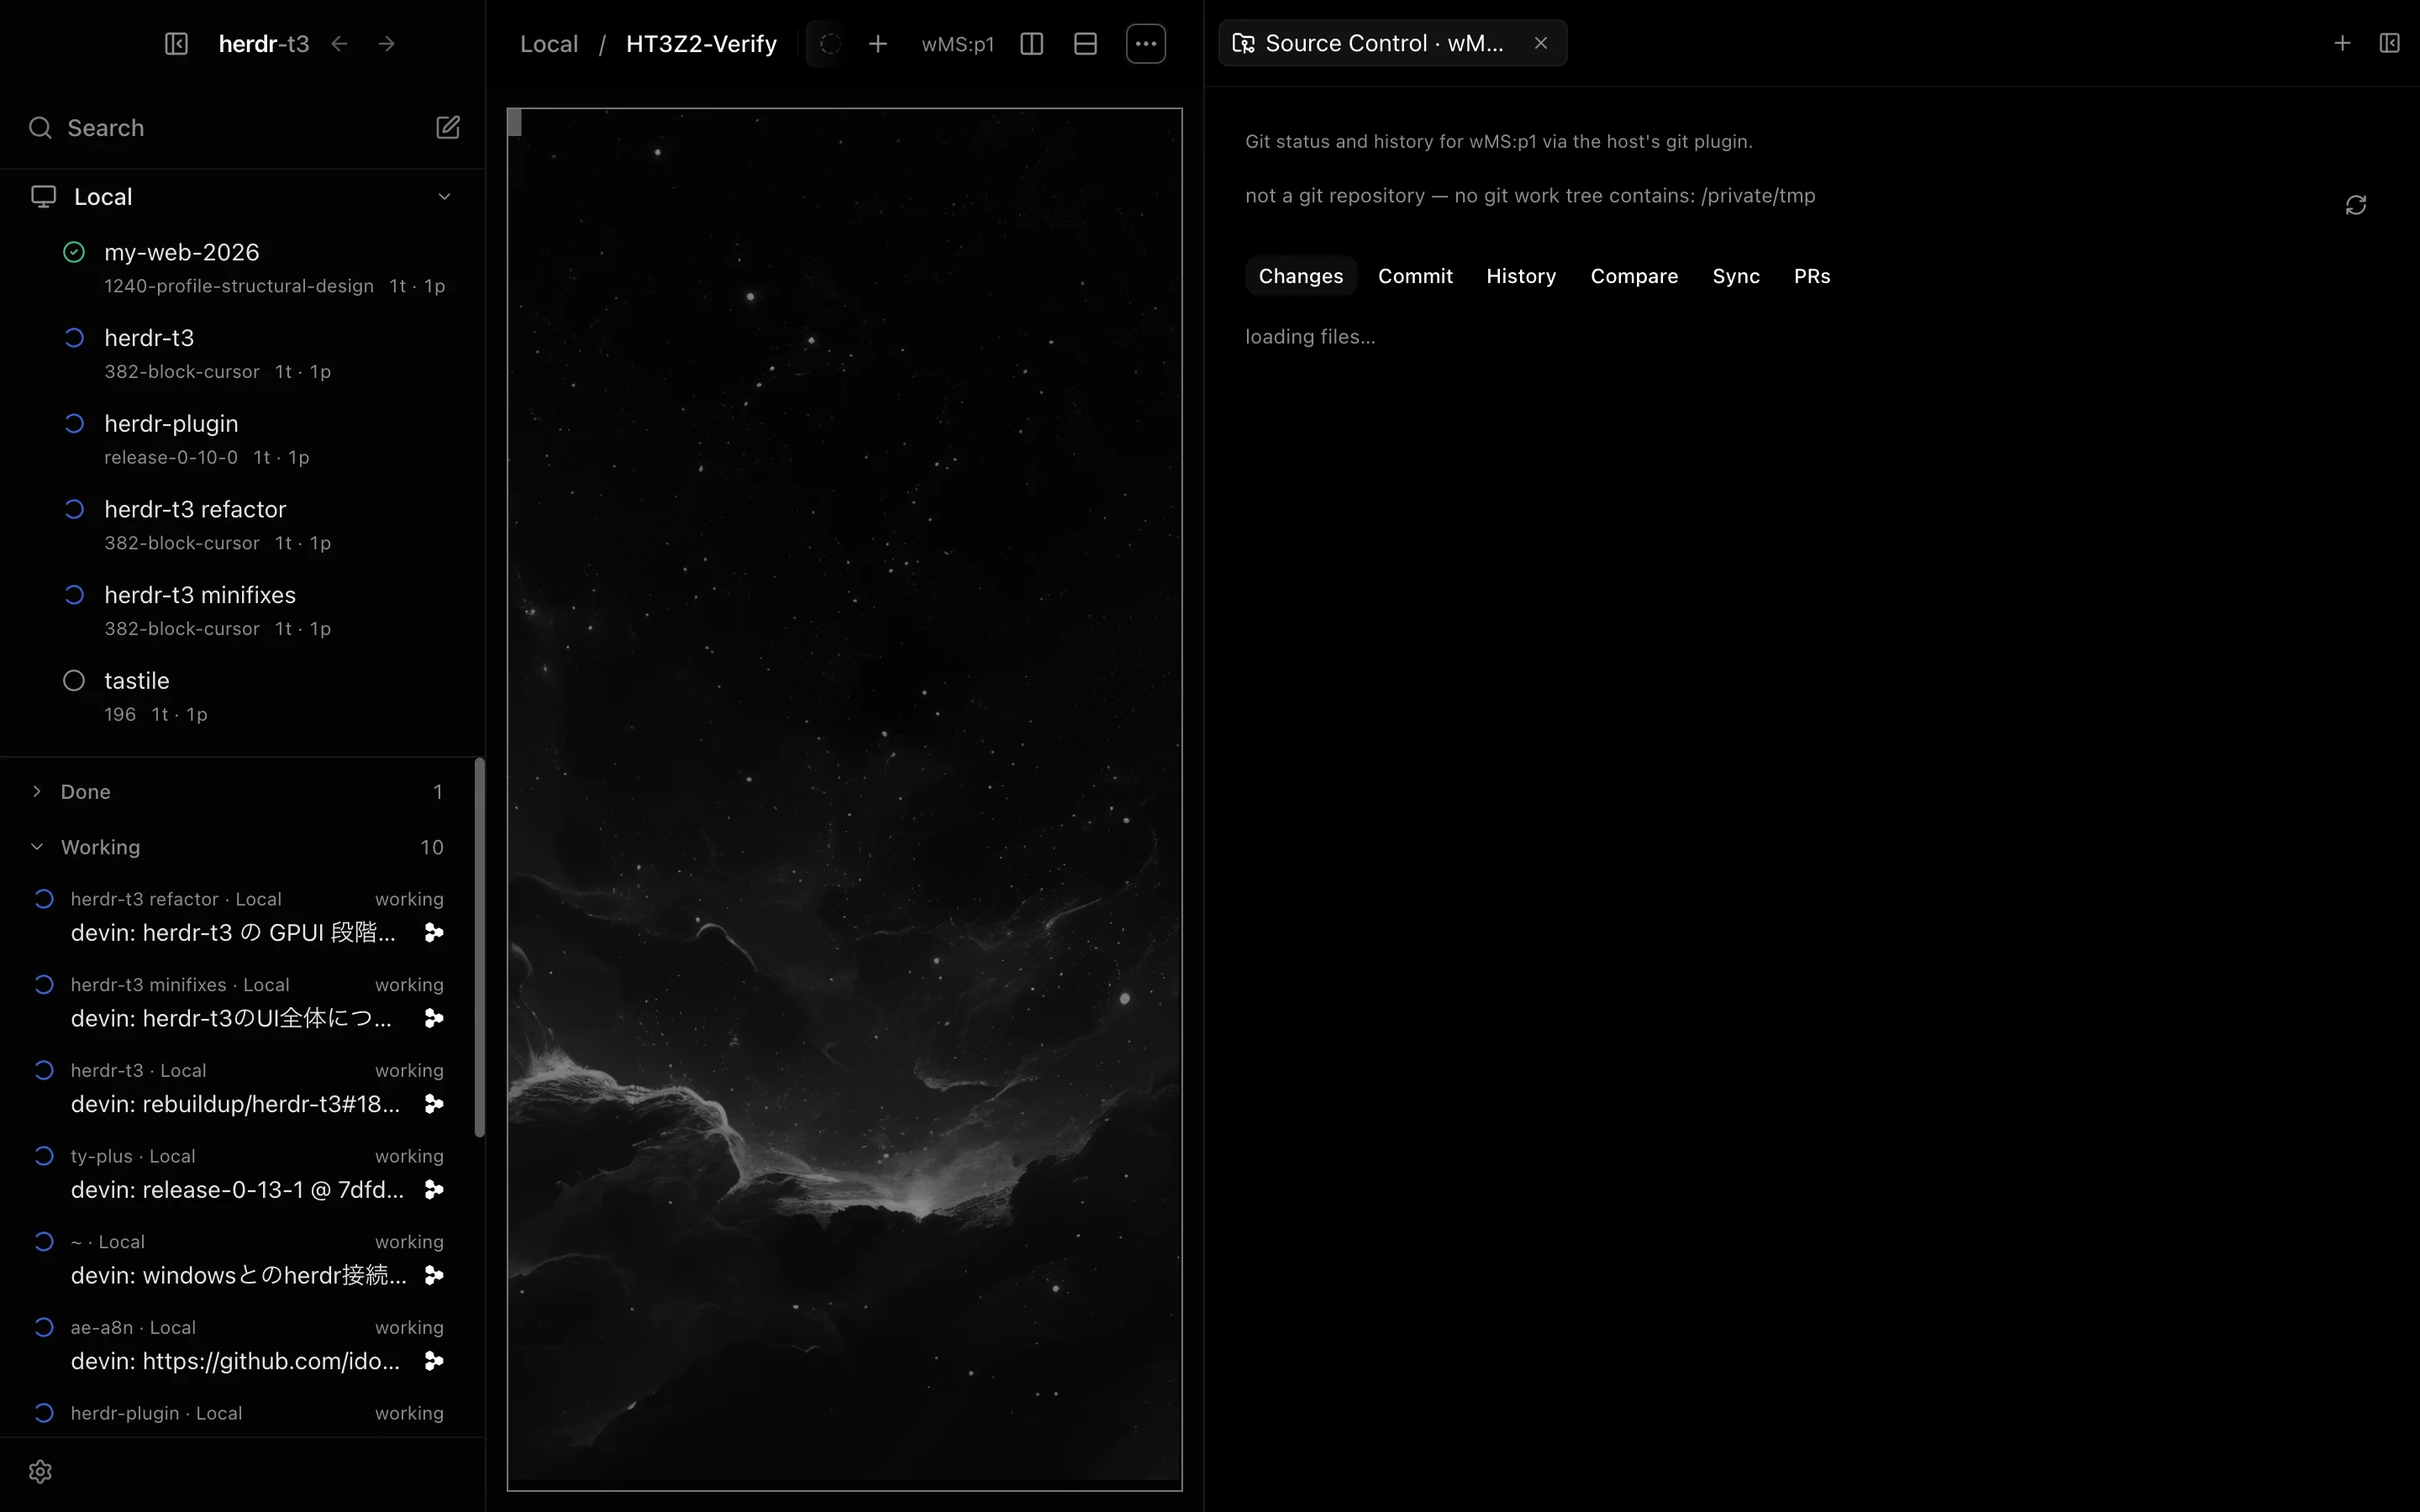 herdr-t3
Search
Local
my-web-2026
1240-profile-structural-design 1t · 1p
herdr-t3
382-block-cursor 1t · 1p
herdr-plugin
release-0-10-0 1t · 1p
herdr-t3 refactor
382-block-cursor 1t · 1p
herdr-t3 minifixes
382-block-cursor 1t · 1p
tastile
196 1t · 1p
Done 1
Working 10
herdr-t3 refactor · Local working
devin: herdr-t3 の GPUI 段階...
herdr-t3 minifixes · Local working
devin: herdr-t3のUI全体につ...
herdr-t3 · Local working
devin: rebuildup/herdr-t3#18...
ty-plus · Local working
devin: release-0-13-1 @ 7dfd...
~ · Local working
devin: windowsとのherdr接続...
ae-a8n · Local working
devin: https://github.com/ido...
herdr-plugin · Local working
Local / HT3Z2-Verify wMS:p1
Source Control · wM...
Git status and history for wMS:p1 via the host's git plugin.
not a git repository — no git work tree contains: /private/tmp
Changes Commit History Compare Sync PRs
loading files...